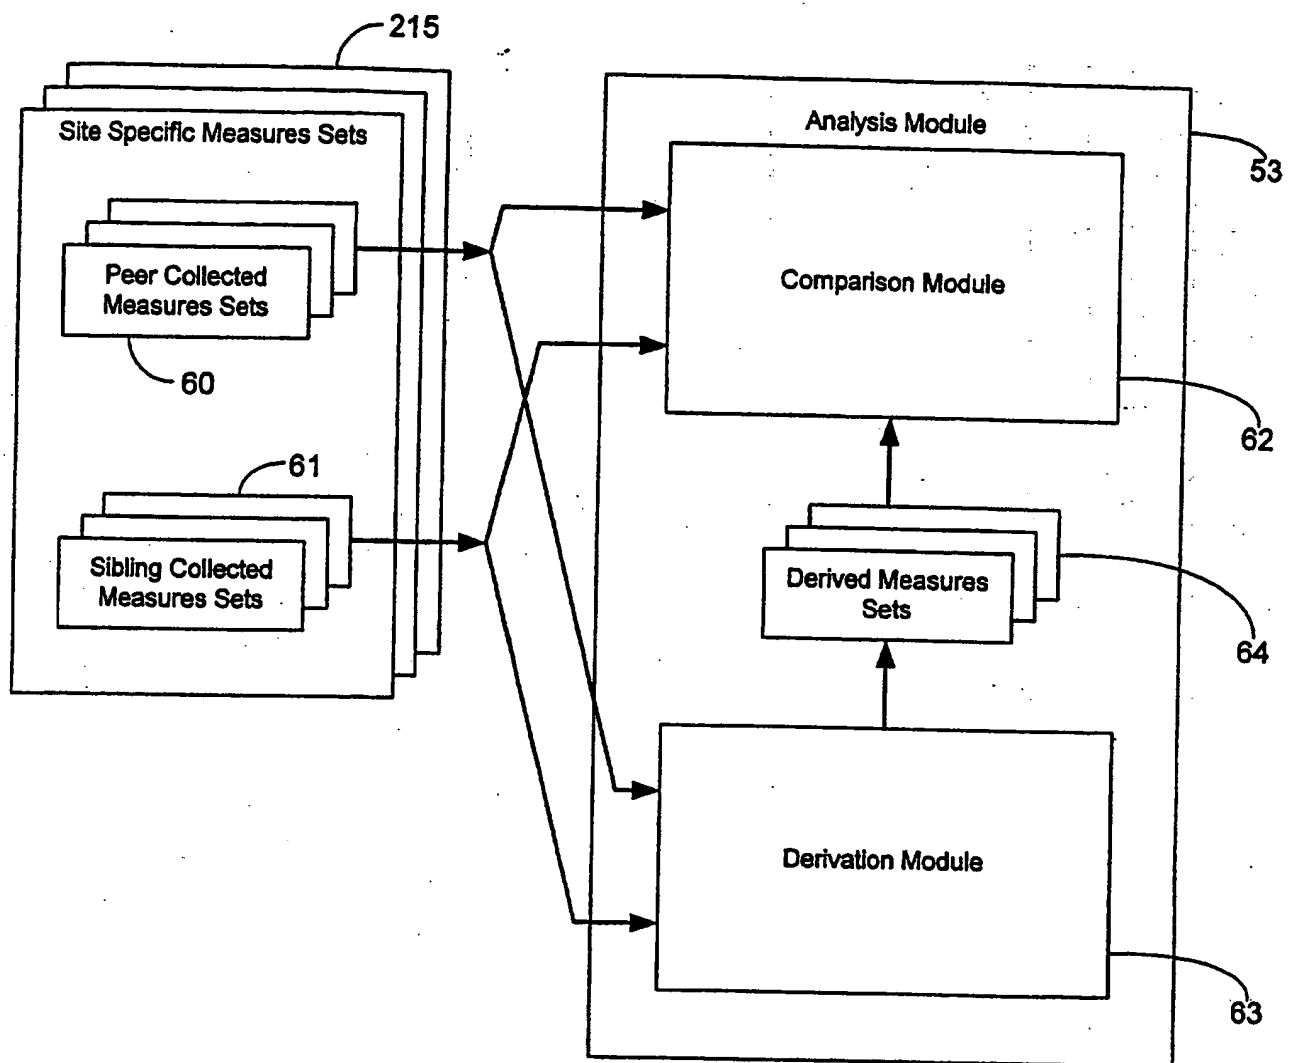 215
Site Specific Measures Sets
Peer Collected
Measures Sets
60
61
Sibling Collected
Measures Sets
Analysis Module
53
Comparison Module
62
Derived Measures
Sets
64
Derivation Module
63